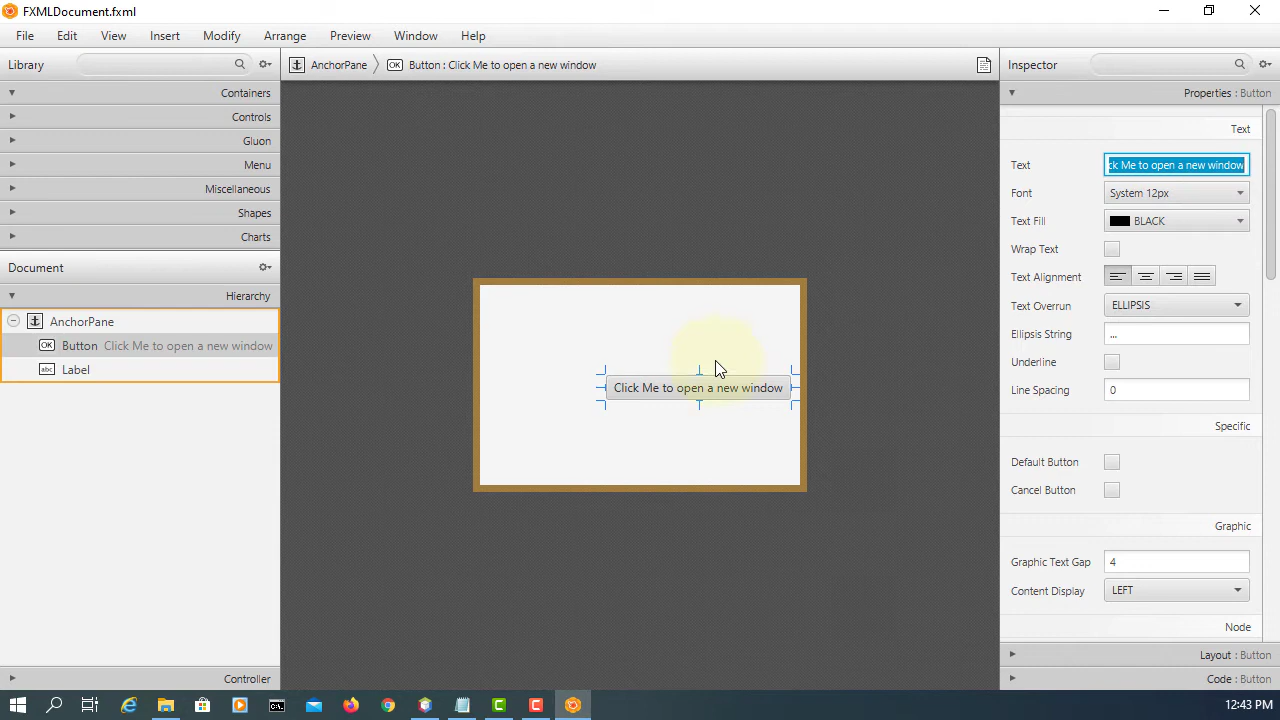 FXMLDocument.fxml
File Edit View Insert Modify Arrange Preview Window Help
Library
Containers
Controls
Gluon
Menu
Miscellaneous
Shapes
Charts
Document
Hierarchy
AnchorPane
OK Button Click Me to open a new window
abc Label
Controller
AnchorPane OK Button : Click Me to open a new window
Click Me to open a new window
Inspector
Properties : Button
Text
Text ck Me to open a new window
Font System 12px
Text Fill BLACK
Wrap Text
Text Alignment
Text Overrun ELLIPSIS
Ellipsis String ...
Underline
Line Spacing 0
Specific
Default Button
Cancel Button
Graphic
Graphic Text Gap 4
Content Display LEFT
Node
Layout : Button
Code : Button
12:43 PM